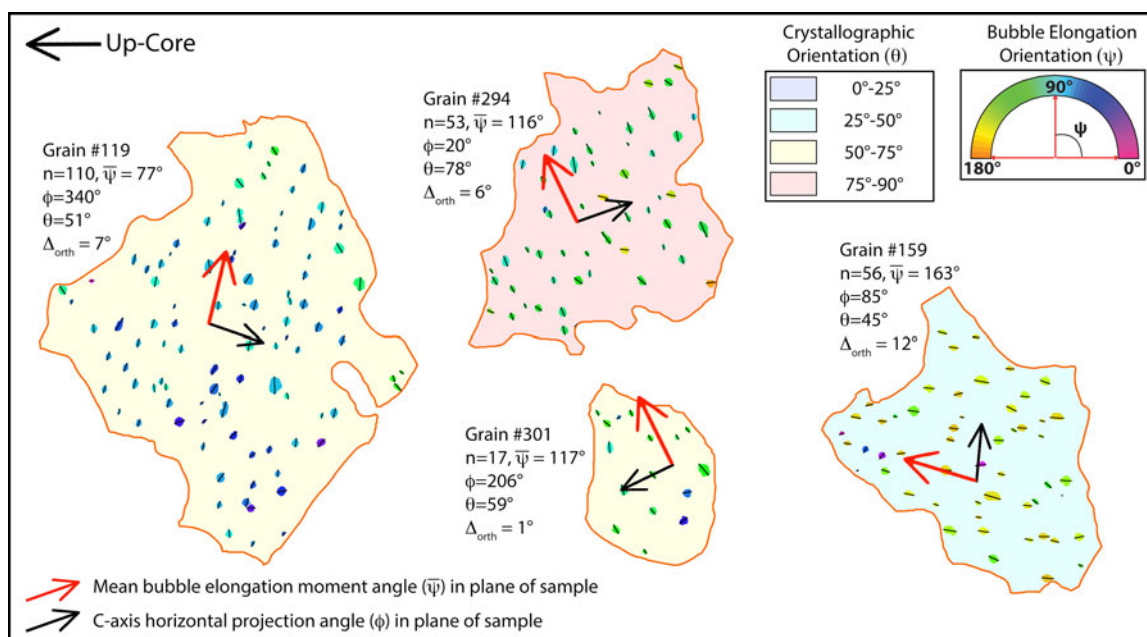 Up-Core
Grain #119
n=110, ψ̅ = 77°
ϕ=340°
θ=51°
Δorth = 7°
Grain #294
n=53, ψ̅ = 116°
ϕ=20°
θ=78°
Δorth = 6°
Crystallographic
Orientation (θ)
0°-25°
25°-50°
50°-75°
75°-90°
Bubble Elongation
Orientation (ψ)
90°
ψ
180°
0°
Grain #301
n=17, ψ̅ = 117°
ϕ=206°
θ=59°
Δorth = 1°
Grain #159
n=56, ψ̅ = 163°
ϕ=85°
θ=45°
Δorth = 12°
Mean bubble elongation moment angle (ψ̅) in plane of sample
C-axis horizontal projection angle (ϕ) in plane of sample